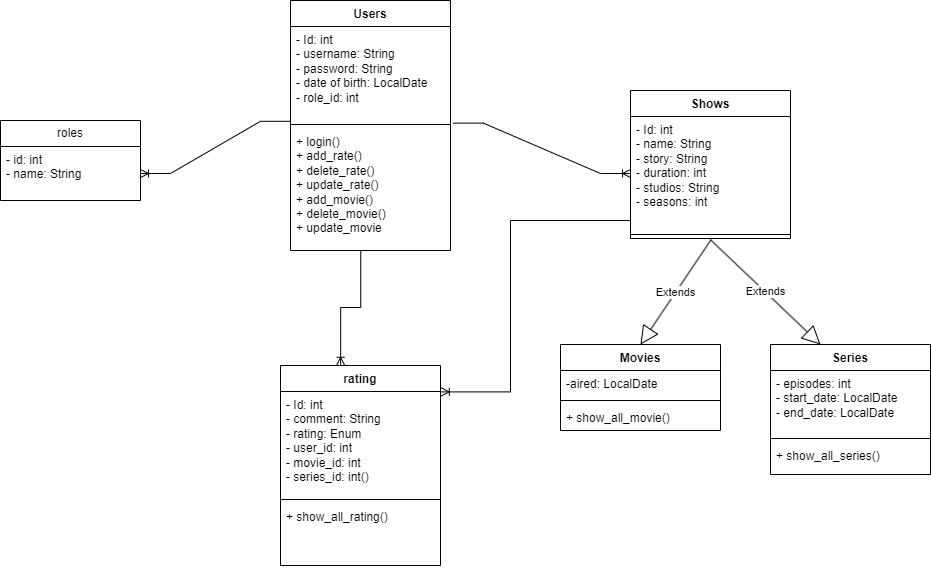 Users
- Id: int
- username: String
- password: String
- date of birth: LocalDate
- role_id: int
+ login()
+ add_rate()
+ delete_rate()
+ update_rate()
+ add_movie()
+ delete_movie()
+ update_movie
roles
- id: int
- name: String
Shows
- Id: int
- name: String
- story: String
- duration: int
- studios: String
- seasons: int
Extends
Extends
rating
- Id: int
- comment: String
- rating: Enum
- user_id: int
- movie_id: int
- series_id: int()
+ show_all_rating()
Movies
-aired: LocalDate
+ show_all_movie()
Series
- episodes: int
- start_date: LocalDate
- end_date: LocalDate
+ show_all_series()